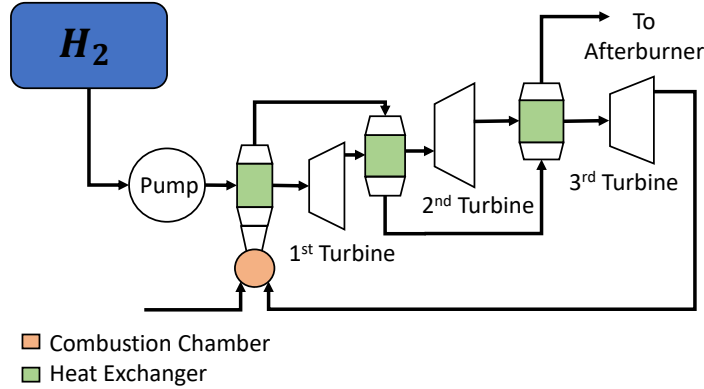 H₂
To
Afterburner
Pump
3rd Turbine
2nd Turbine
1st Turbine
Combustion Chamber
Heat Exchanger